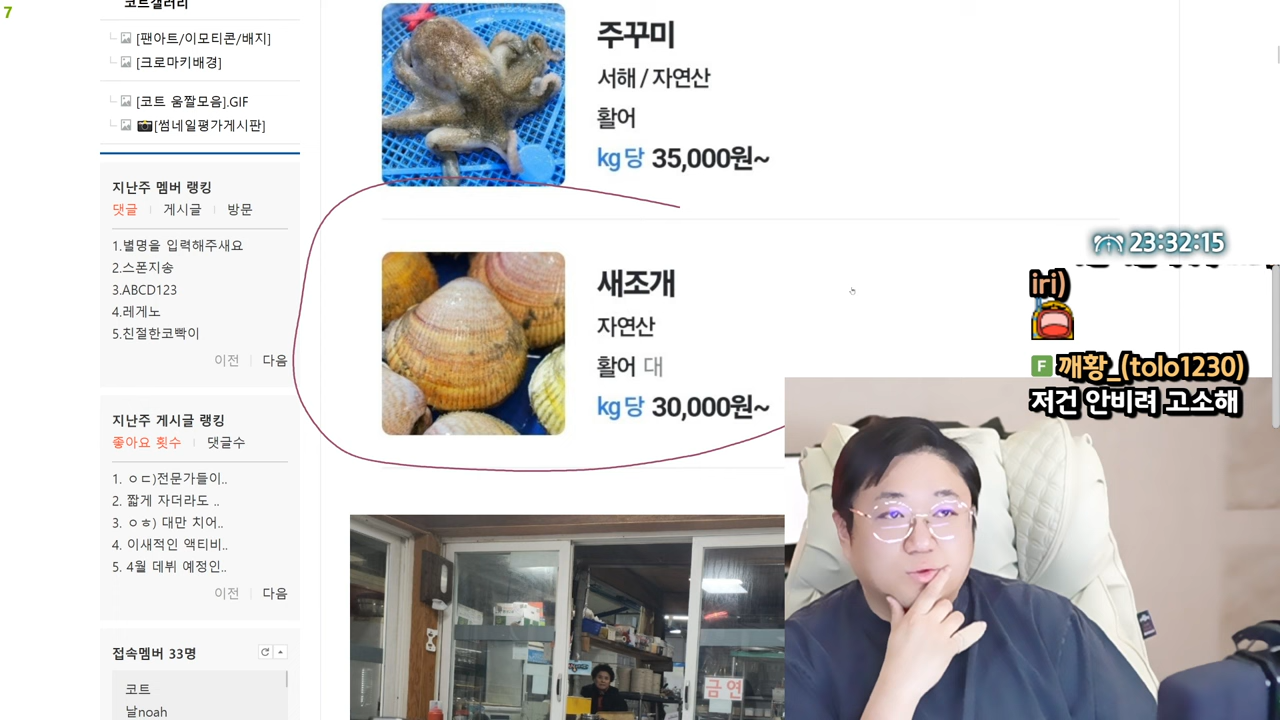 7
코트갤러리
[팬아트/이모티콘/배지]
[크로마키배경]
[코트 움짤모음].GIF
[썸네일평가게시판]
지난주 멤버 랭킹
댓글 게시글 방문
1.별명을 입력해주새요
2.스폰지송
3.ABCD123
4.레게노
5.친절한코빡이
이전 다음
지난주 게시글 랭킹
좋아요 횟수 댓글수
1. ㅇㄷ)전문가들이..
2. 짧게 자더라도 ..
3. ㅇㅎ) 대만 치어..
4. 이새적인 액티비..
5. 4월 데뷔 예정인..
이전 다음
접속멤버 33명
코트
날noah
주꾸미
서해 / 자연산
활어
kg당 35,000원~
새조개
자연산
활어 대
kg당 30,000원~
금연
23:32:15
iri)
F 깨황_(tolo1230)
저건 안비려 고소해